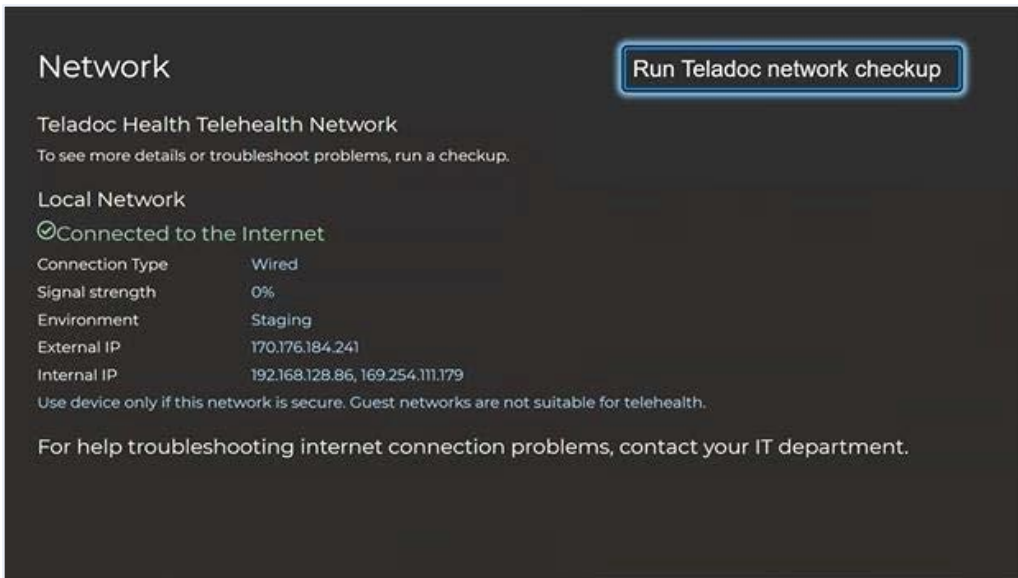 Network
Run Teladoc network checkup
Teladoc Health Telehealth Network
To see more details or troubleshoot problems, run a checkup.
Local Network
Connected to the Internet
Connection Type Wired
Signal strength 0%
Environment Staging
External IP 170.176.184.241
Internal IP 192.168.128.86, 169.254.111.179
Use device only if this network is secure. Guest networks are not suitable for telehealth.
For help troubleshooting internet connection problems, contact your IT department.